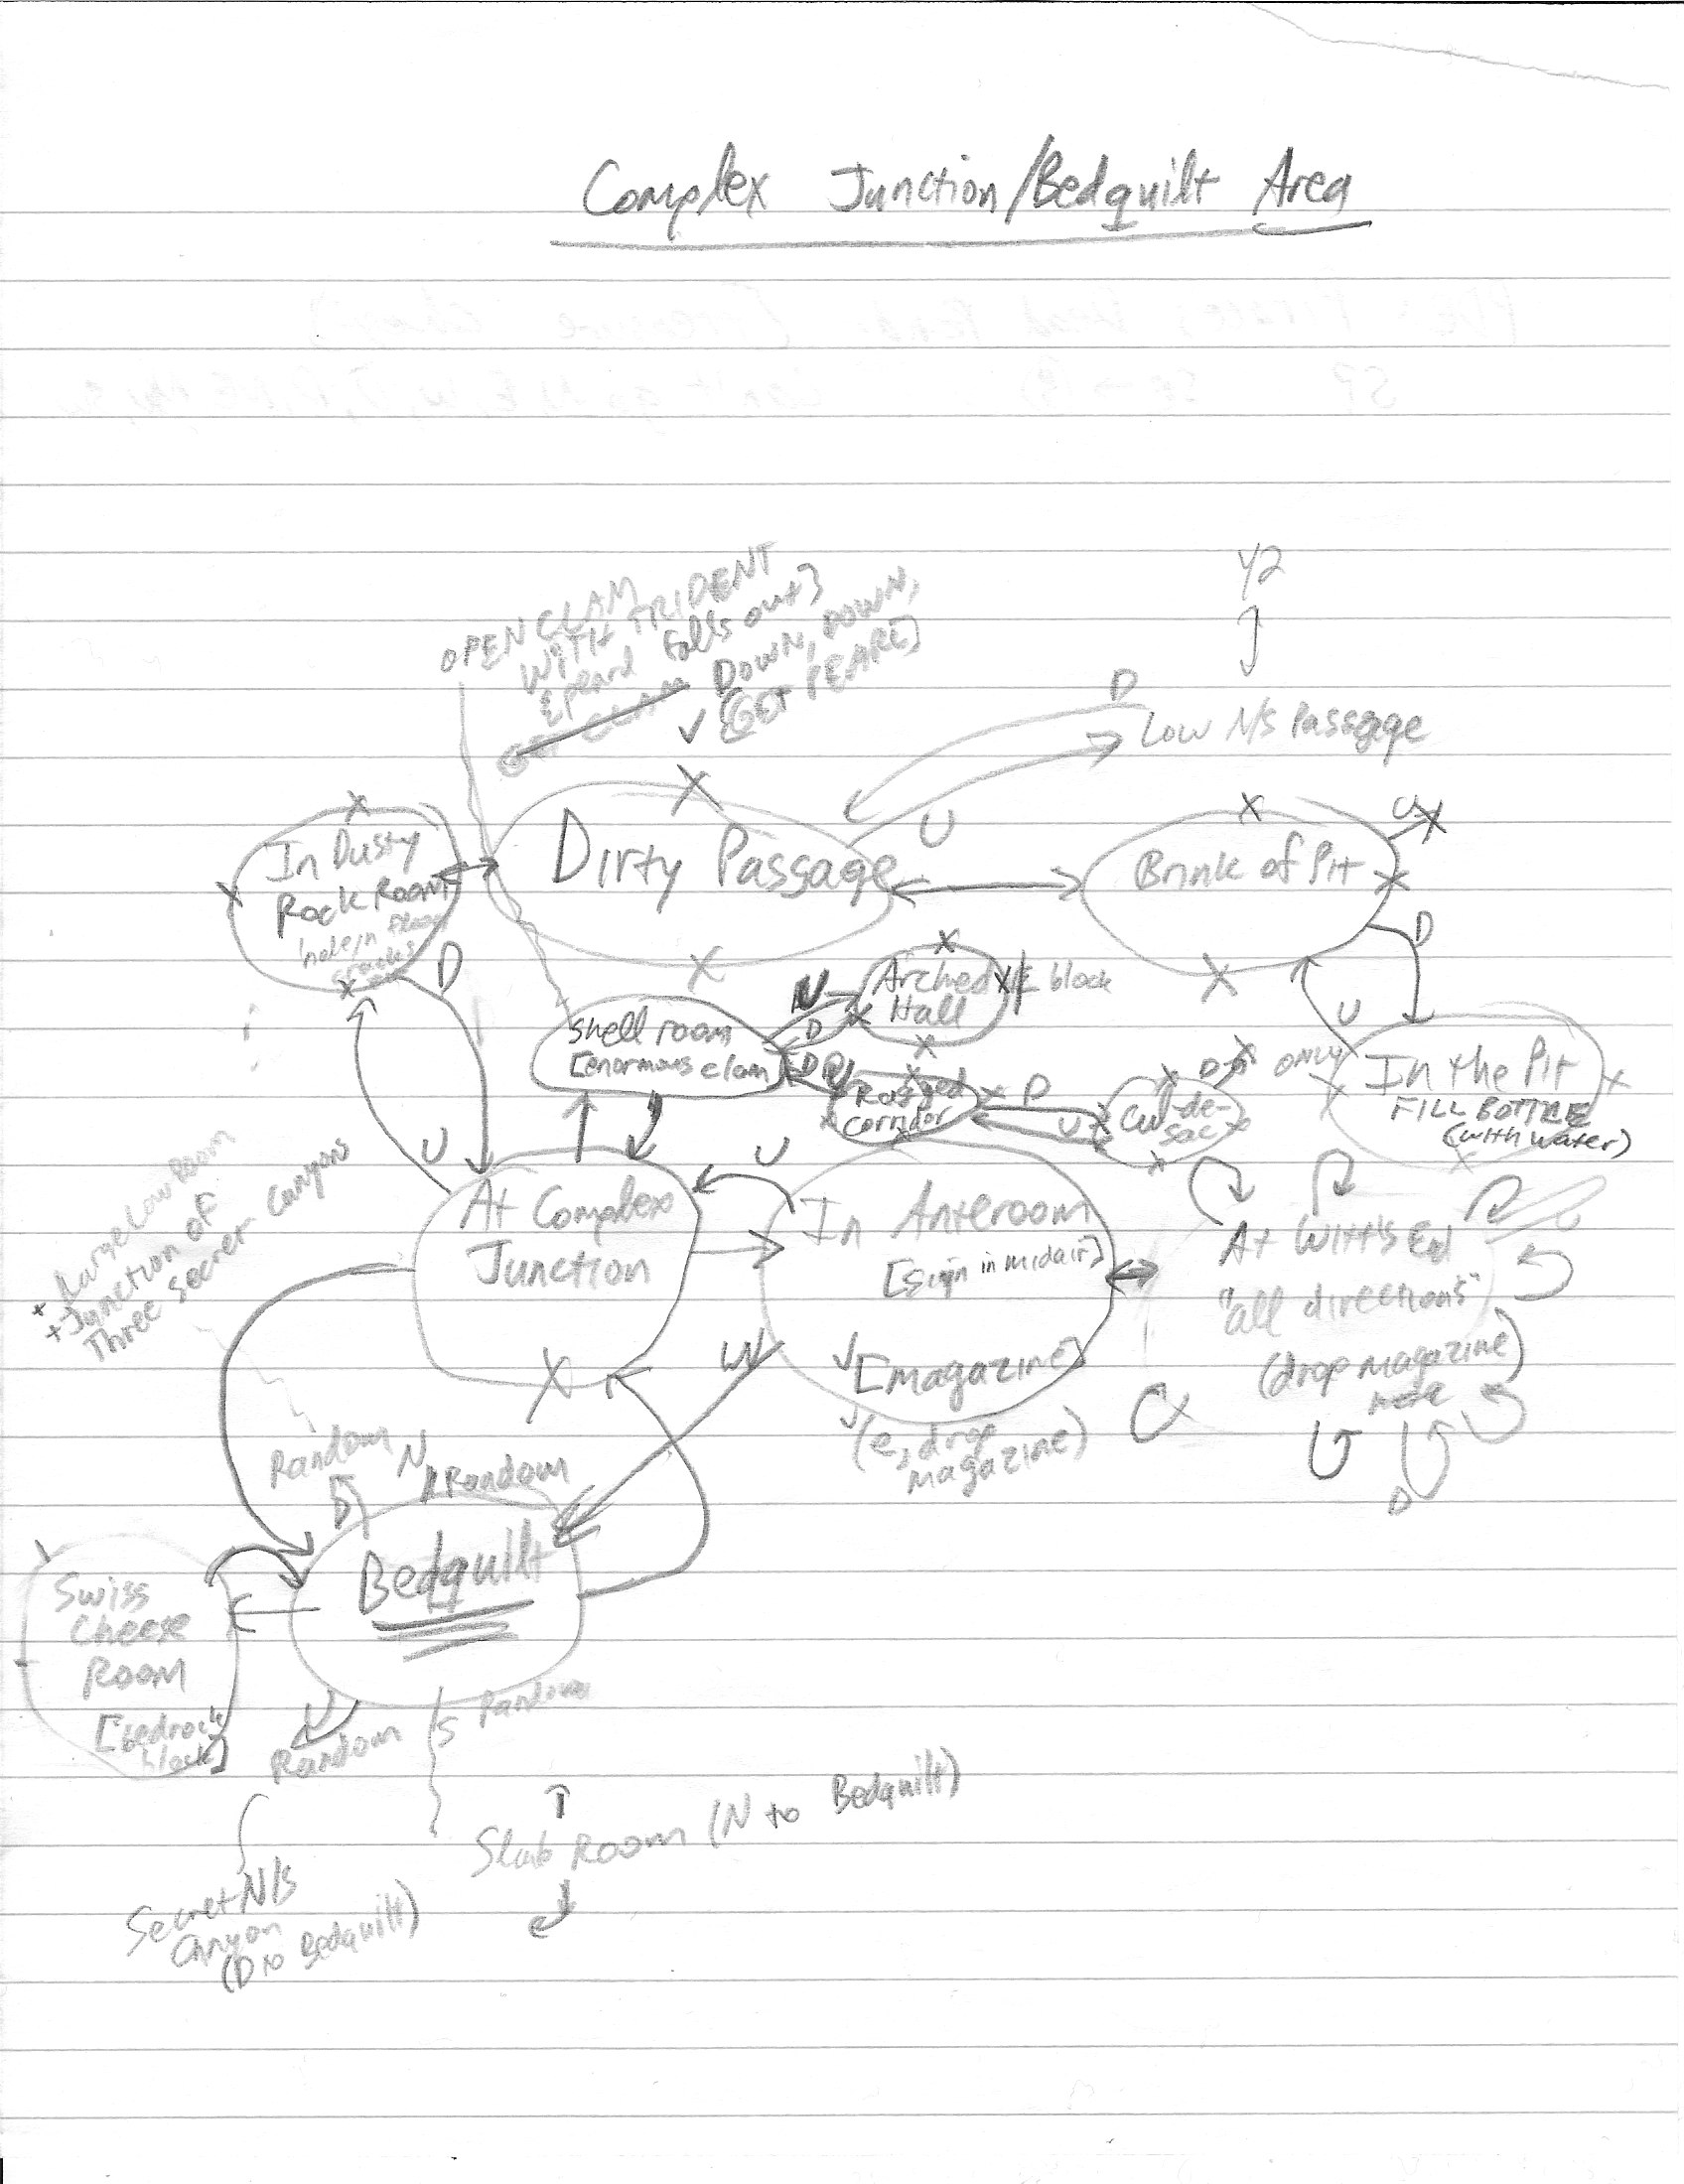 Complex Junction/Bedquilt Area
OPEN CLAM
WITH TRIDENT
[pearl falls out]
GET CLAM DOWN, DOWN,
[GET PEARL]
Y2
D
Low N/S Passage
U
In Dusty
Rock Room
hole in floor
D
Dirty Passage
Brink of Pit
U
D
Arched
Hall
E block
N
D
Shell room
[enormous clam]
D
U
Ragged
corridor
D
U
Cul-de-
sac
D
U
ONLY
In the Pit
FILL BOTTLE
(with water)
U
U
At Complex
Junction
In Anteroom
[sign in midair]
[magazine]
(e, drop
magazine)
W
At Witt's End
"all directions"
(drop magazine)
here
D
Large Low Room
Junction of
Three Secret Canyons
Random
D
N
Random
Bedquilt
Swiss
Cheese
Room
[bedrock
block]
U
Random
S
Random
Slab Room (N to Bedquilt)
Secret N/S
Canyon
(D to Bedquilt)